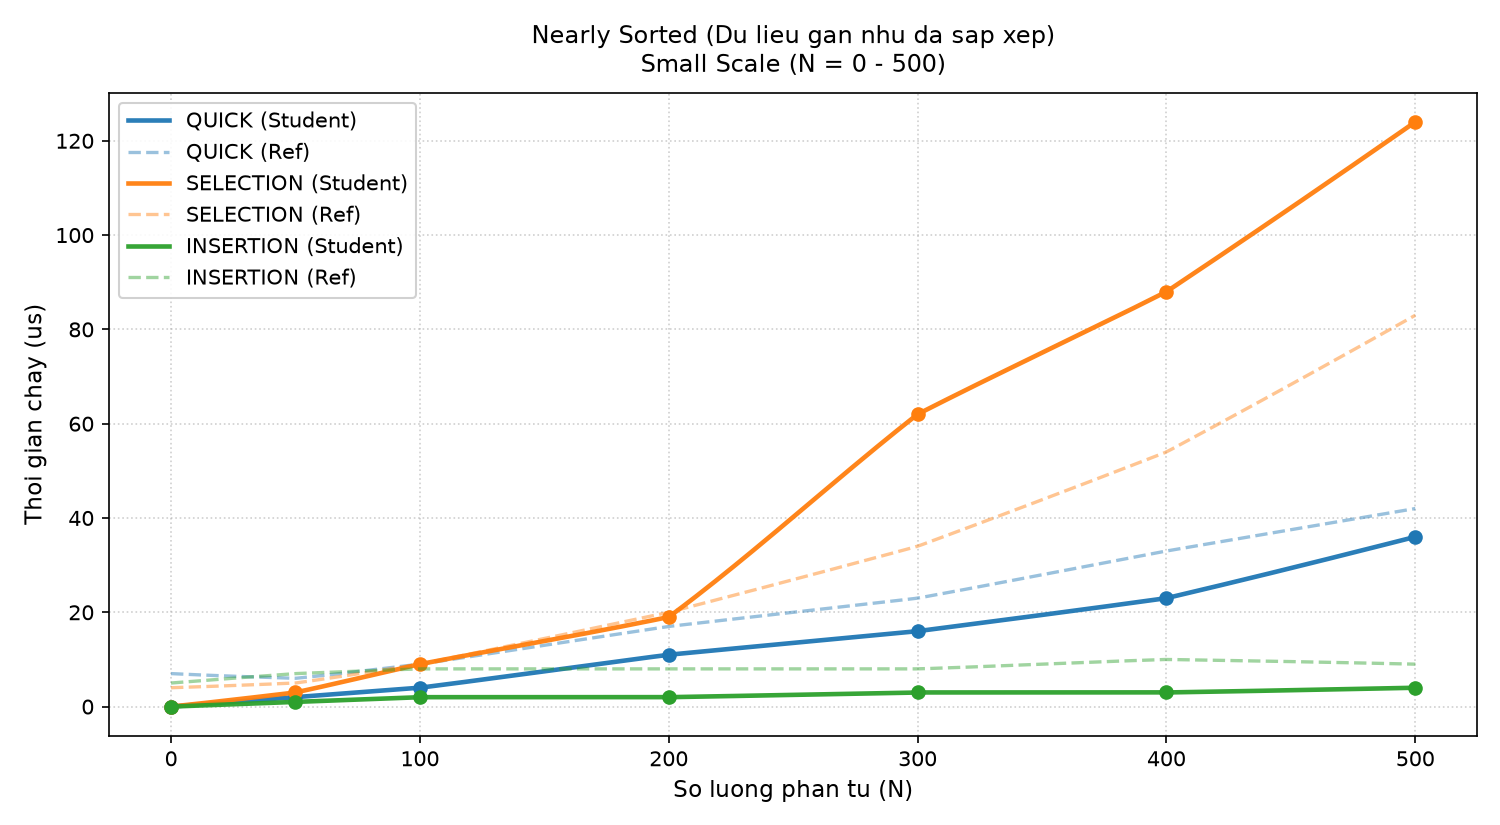 Nearly Sorted (Du lieu gan nhu da sap xep)
Small Scale (N = 0 - 500)
QUICK (Student)
QUICK (Ref)
SELECTION (Student)
SELECTION (Ref)
INSERTION (Student)
INSERTION (Ref)
Thoi gian chay (us)
120
100
80
60
40
20
0
0 100 200 300 400 500
So luong phan tu (N)